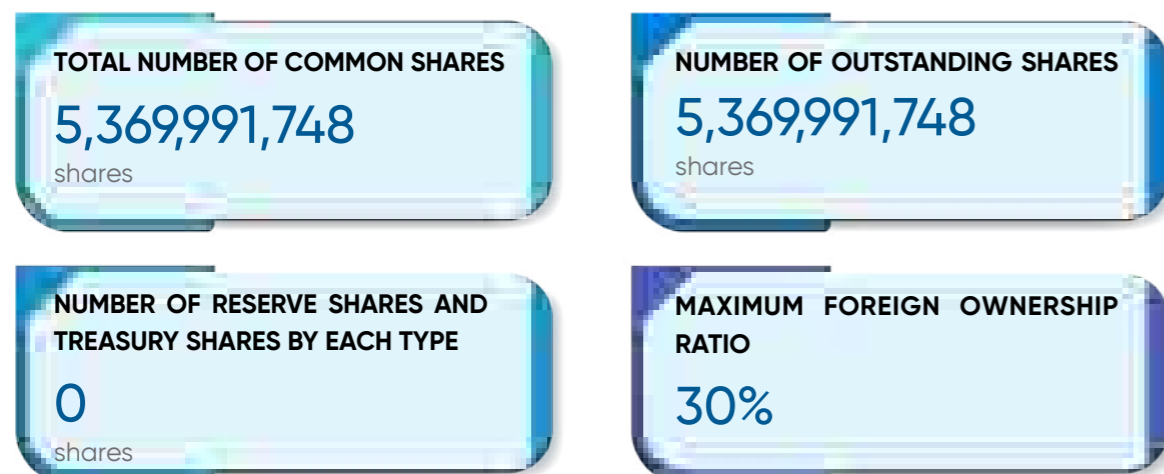 TOTAL NUMBER OF COMMON SHARES
5,369,991,748
shares
NUMBER OF OUTSTANDING SHARES
5,369,991,748
shares
NUMBER OF RESERVE SHARES AND
TREASURY SHARES BY EACH TYPE
0
shares
MAXIMUM FOREIGN OWNERSHIP
RATIO
30%